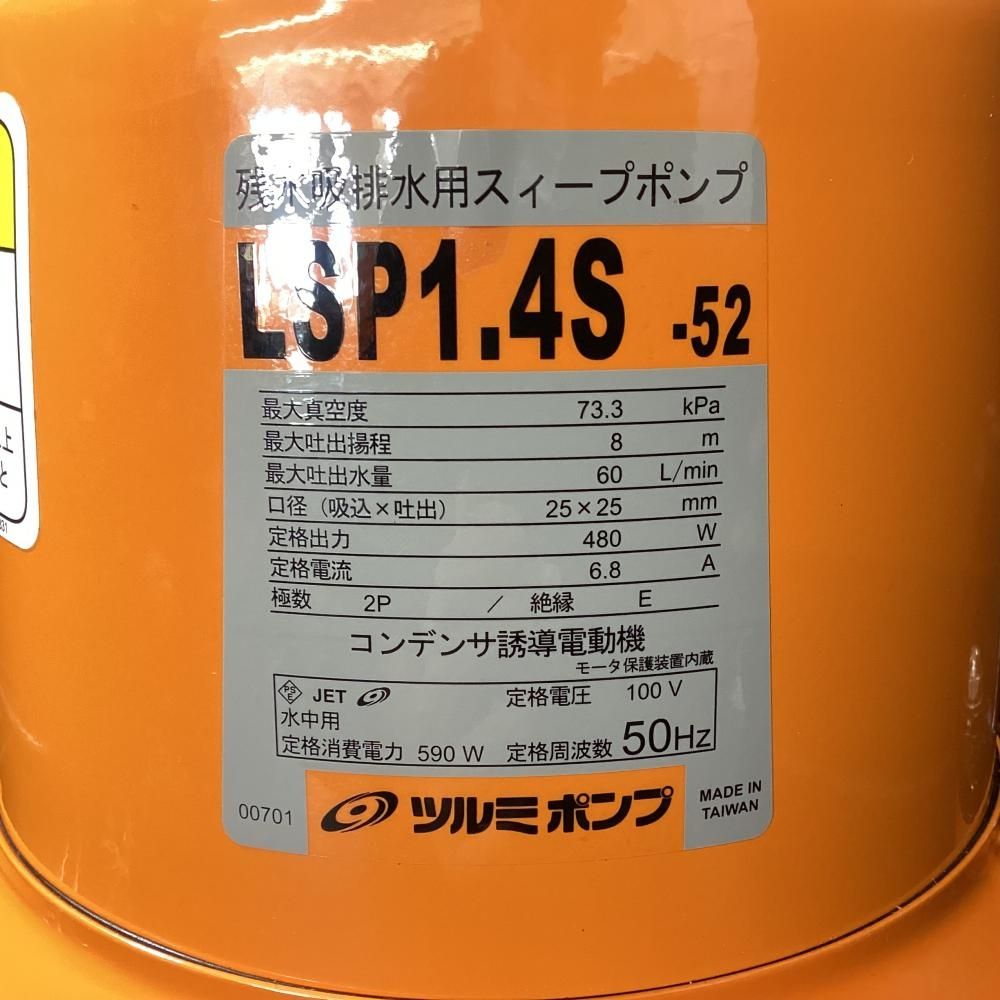 残水吸排水用スィープポンプ
LSP1.4S -52
最大真空度 73.3 kPa
最大吐出揚程 8 m
最大吐出水量 60 L/min
口径(吸込×吐出) 25×25 mm
定格出力 480 W
定格電流 6.8 A
極数 2P / 絶縁 E
コンデンサ誘導電動機
モータ保護装置内蔵
PSE JET 定格電圧 100 V
水中用
定格消費電力 590 W 定格周波数 50Hz
00701 ツルミポンプ MADE IN TAIWAN
上
と
831